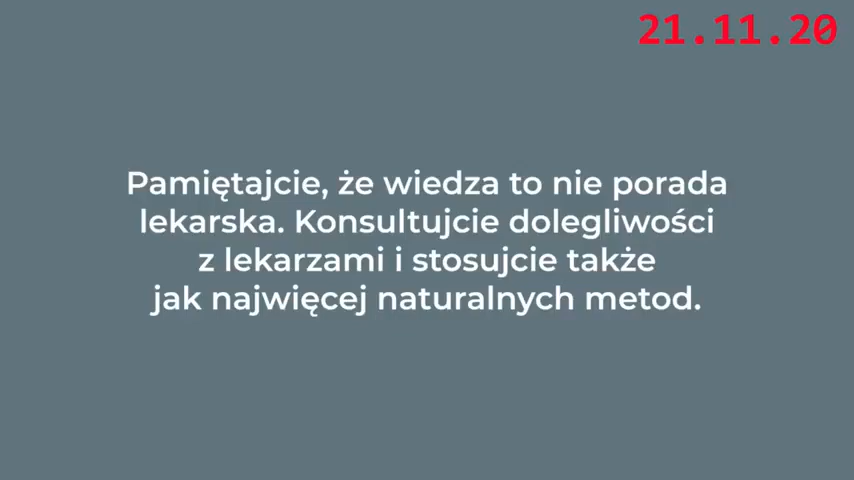 21.11.20
Pamiętajcie, że wiedza to nie porada
lekarska. Konsultujcie dolegliwości
z lekarzami i stosujcie także
jak najwięcej naturalnych metod.